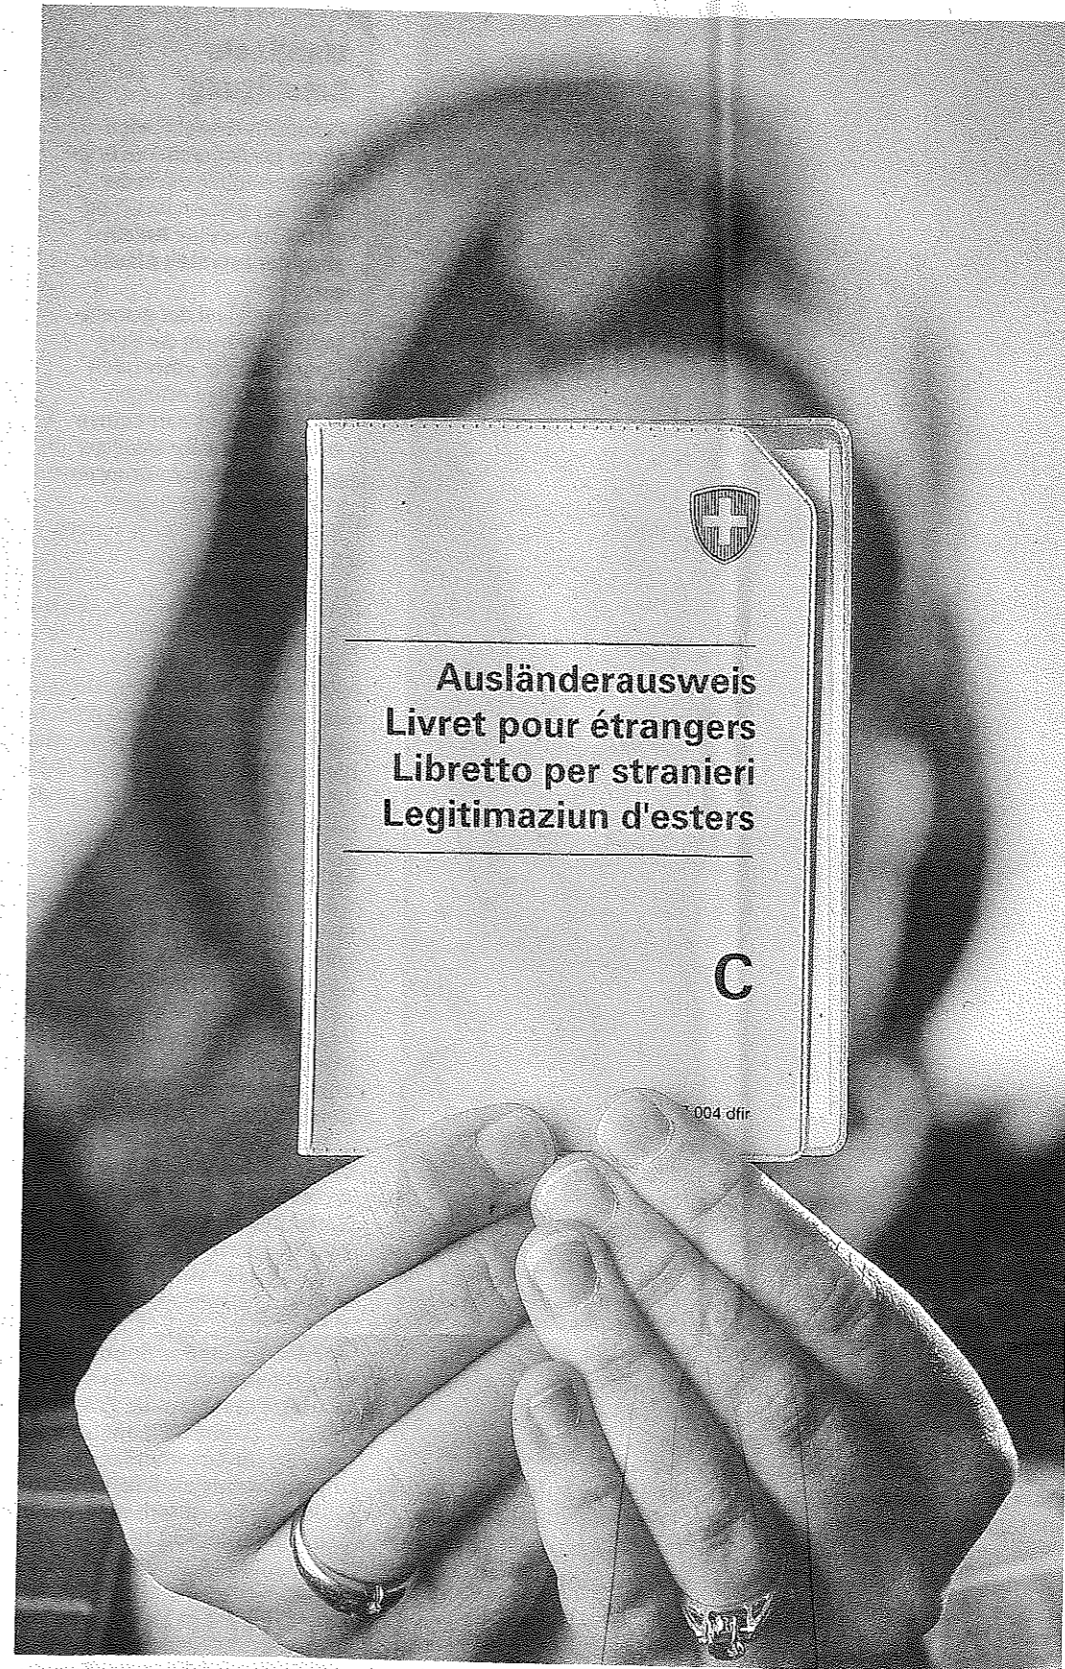 Ausländerausweis
Livret pour étrangers
Libretto per stranieri
Legitimaziun d'esters
C
004 dfir